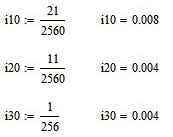 i10 := 21/2560 i10 = 0.008
i20 := 11/2560 i20 = 0.004
i30 := 1/256 i30 = 0.004